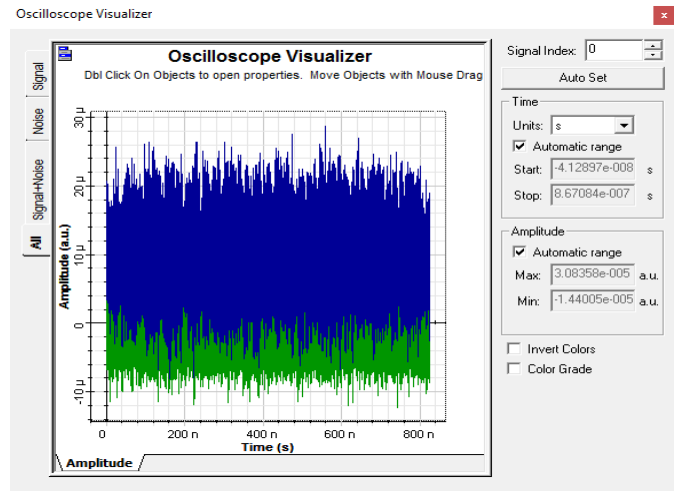 Oscilloscope Visualizer
x
Signal
Noise
Signal+Noise
All
Oscilloscope Visualizer
Dbl Click On Objects to open properties. Move Objects with Mouse Drag
Amplitude (a.u.)
30 µ
20 µ
10 µ
0
-10 µ
0
200 n
400 n
600 n
800 n
Time (s)
Amplitude
Signal Index: 0
Auto Set
Time
Units: s
Automatic range
Start: -4.12897e-008 s
Stop: 8.67084e-007 s
Amplitude
Automatic range
Max: 3.08358e-005 a.u.
Min: -1.44005e-005 a.u.
Invert Colors
Color Grade